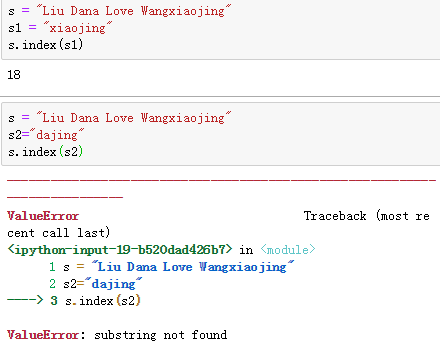 s = "Liu Dana Love Wangxiaojing"
s1 = "xiaojing"
s.index(s1)
18
s = "Liu Dana Love Wangxiaojing"
s2="dajing"
s.index(s2)
ValueError Traceback (most re
cent call last)
<ipython-input-19-b520dad426b7> in <module>
1 s = "Liu Dana Love Wangxiaojing"
2 s2="dajing"
----> 3 s.index(s2)
ValueError: substring not found